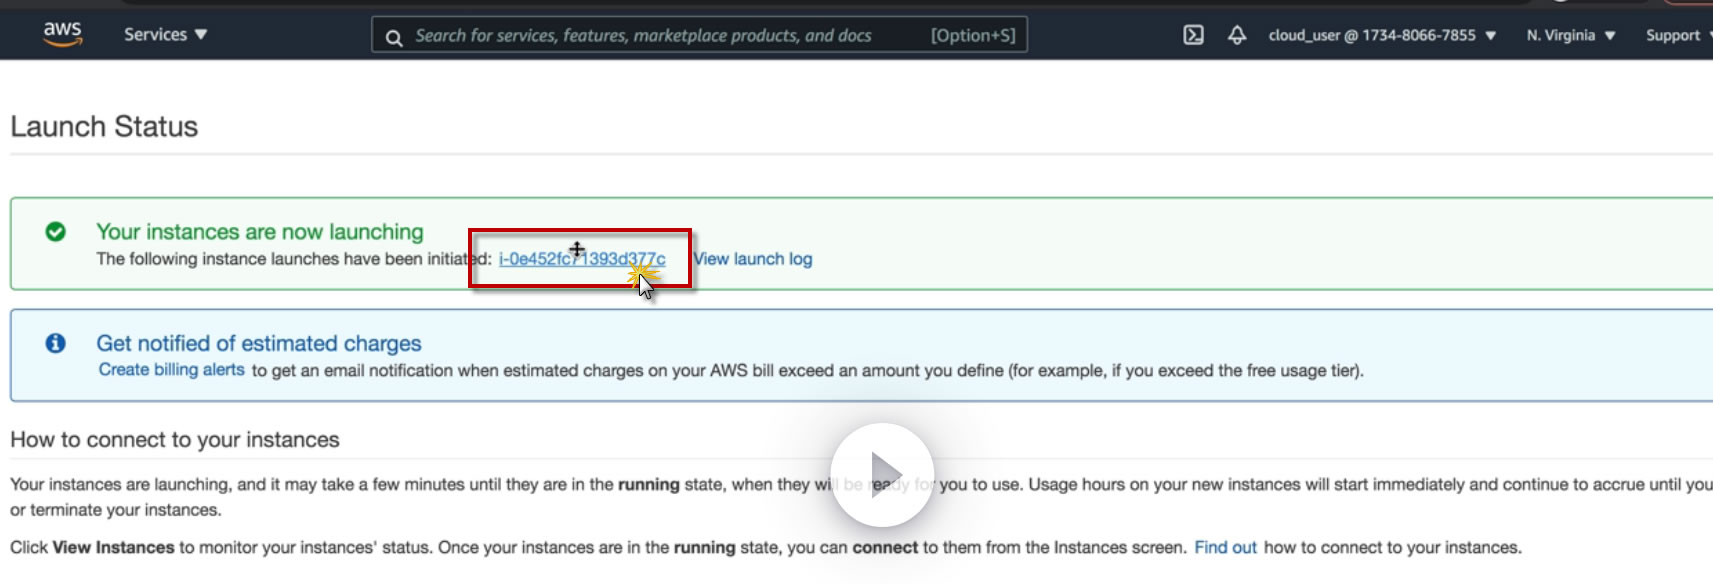 aws Services ▼ Search for services, features, marketplace products, and docs [Option+S] cloud_user @ 1734-8066-7855 ▼ N. Virginia ▼ Support
Launch Status
Your instances are now launching
The following instance launches have been initiated: i-0e452fc71393d377c View launch log
Get notified of estimated charges
Create billing alerts to get an email notification when estimated charges on your AWS bill exceed an amount you define (for example, if you exceed the free usage tier).
How to connect to your instances
Your instances are launching, and it may take a few minutes until they are in the running state, when they will be ready for you to use. Usage hours on your new instances will start immediately and continue to accrue until you
or terminate your instances.
Click View Instances to monitor your instances' status. Once your instances are in the running state, you can connect to them from the Instances screen. Find out how to connect to your instances.